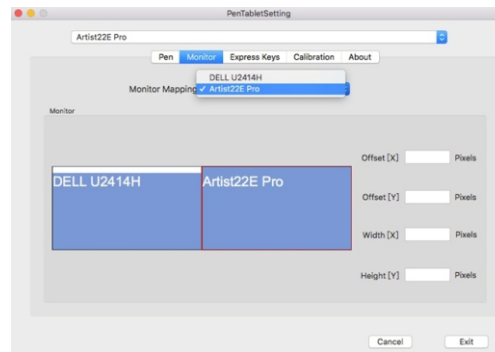 PenTabletSetting
Artist22E Pro
Pen Monitor Express Keys Calibration About
DELL U2414H
Monitor Mapping ✓ Artist22E Pro
Monitor
Offset [X] Pixels
DELL U2414H Artist22E Pro
Offset [Y] Pixels
Width [X] Pixels
Height [Y] Pixels
Cancel Exit